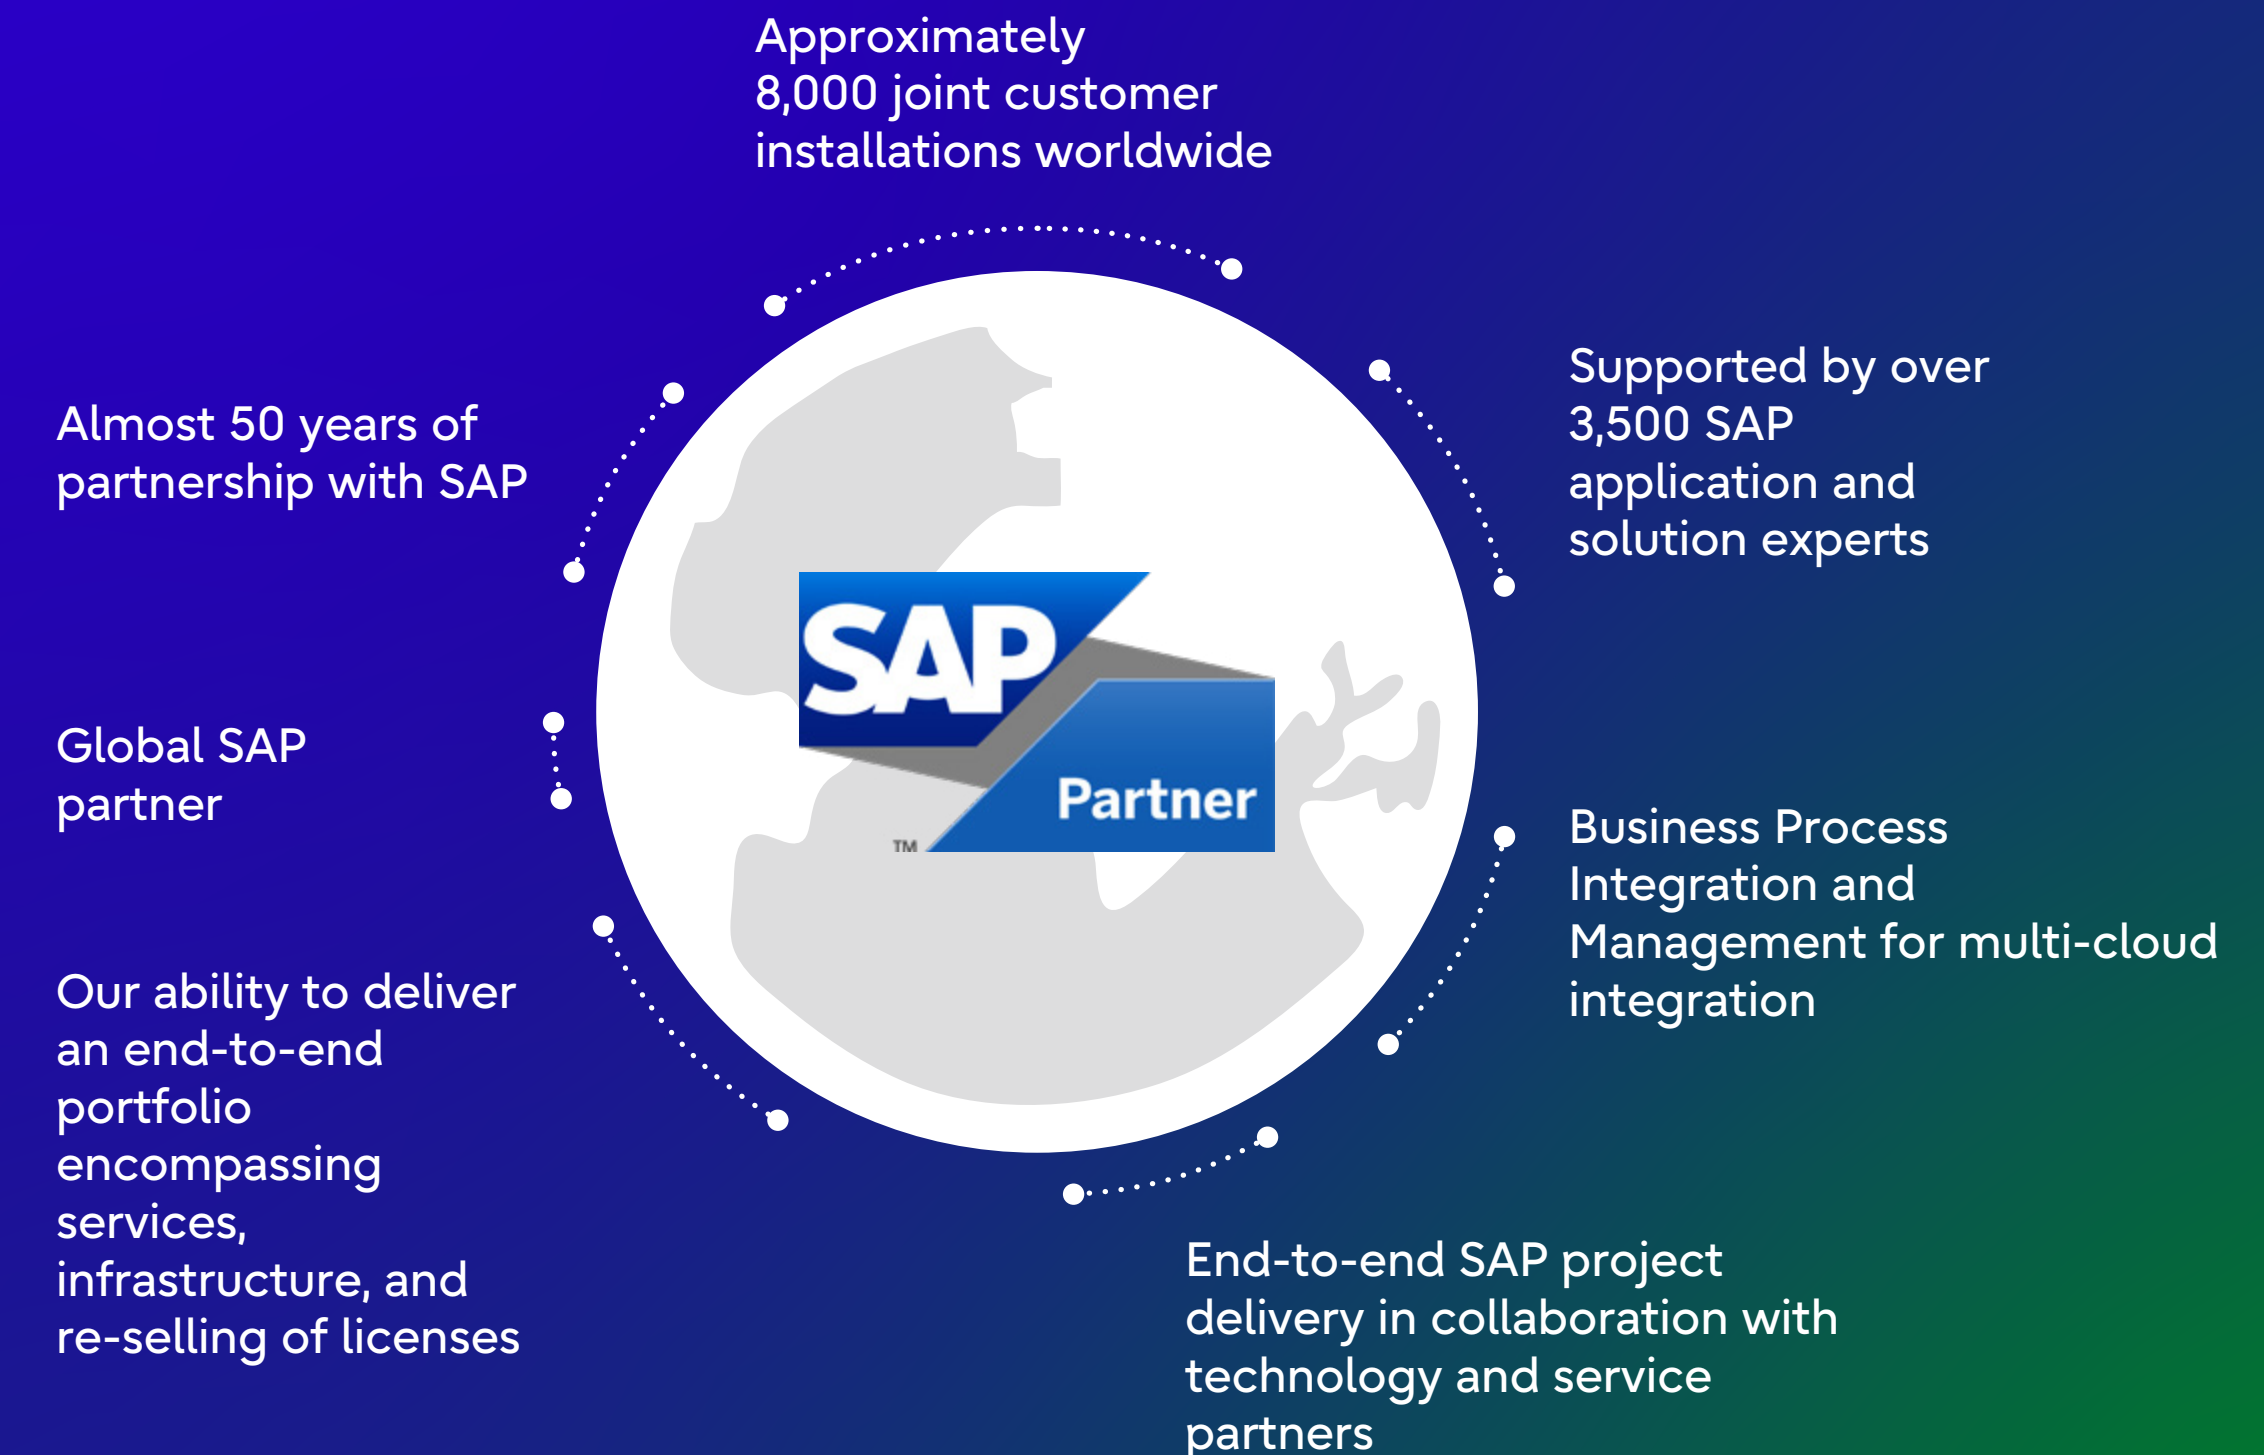 Approximately
8,000 joint customer
installations worldwide
Almost 50 years of
partnership with SAP
Supported by over
3,500 SAP
application and
solution experts
SAP
Partner
TM
Global SAP
partner
Business Process
Integration and
Management for multi-cloud
integration
Our ability to deliver
an end-to-end
portfolio
encompassing
services,
infrastructure, and
re-selling of licenses
End-to-end SAP project
delivery in collaboration with
technology and service
partners